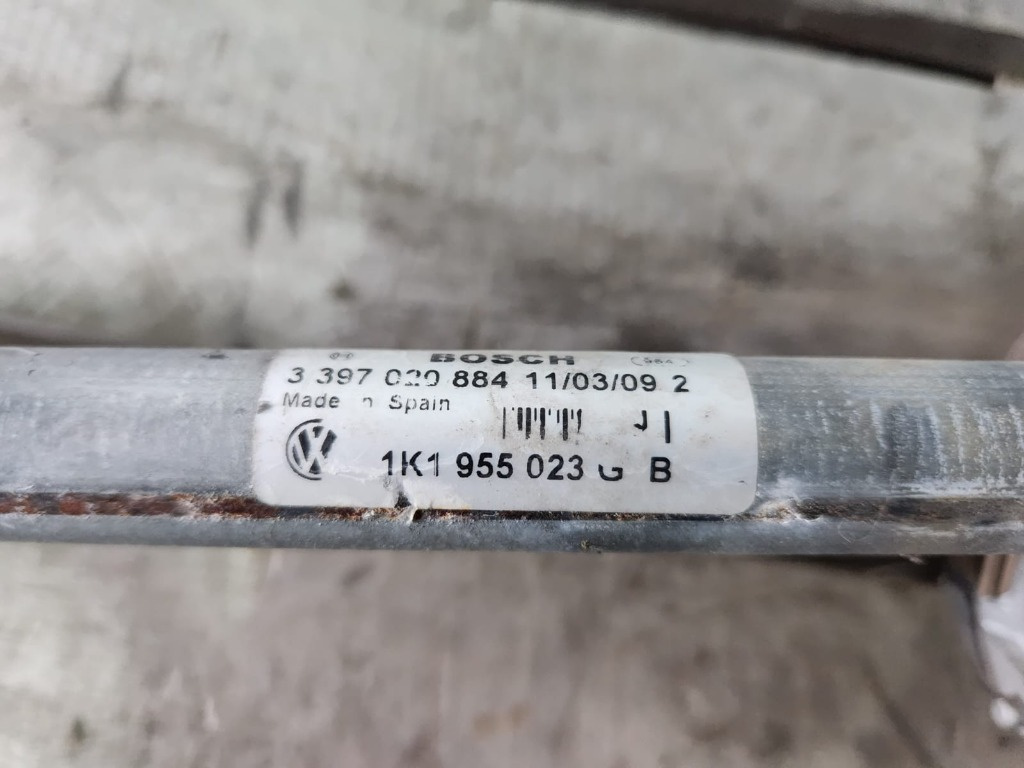 BOSCH
3 397 020 884 11/03/09 2
Made in Spain
1K1 955 023 G B